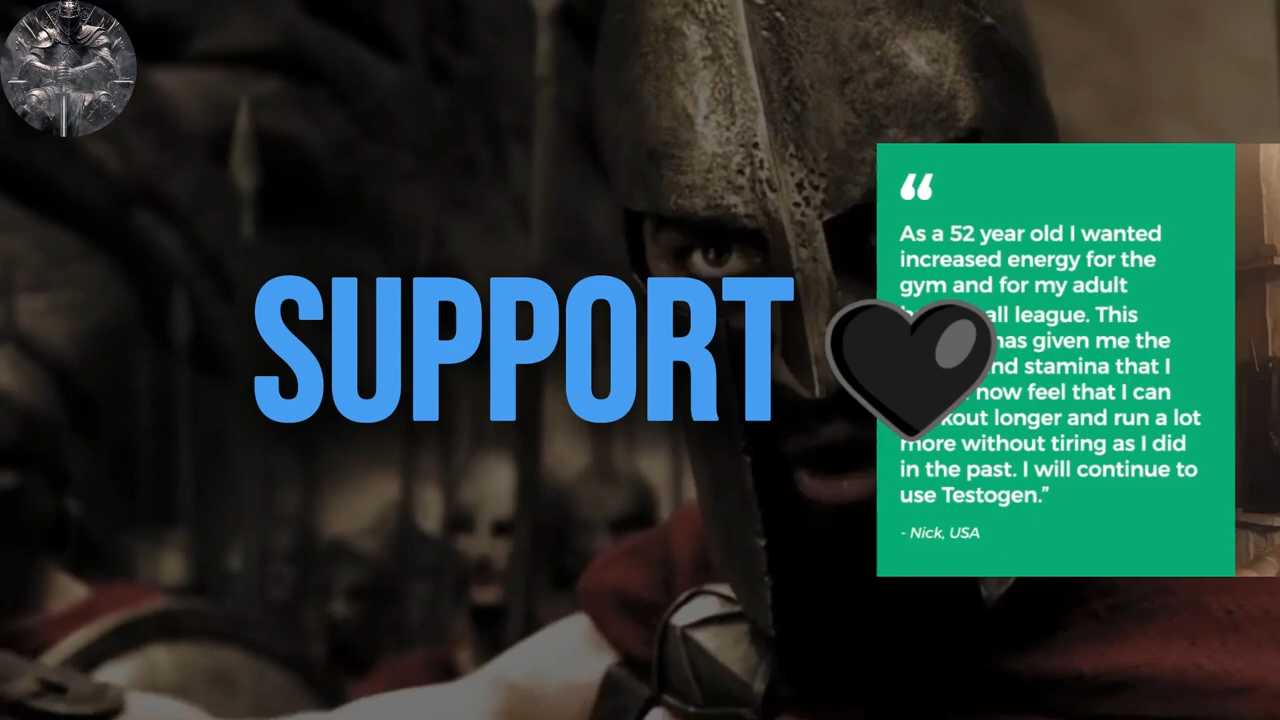 SUPPORT
“
As a 52 year old I wanted
increased energy for the
gym and for my adult
all league. This
has given me the
nd stamina that I
now feel that I can
kout longer and run a lot
more without tiring as I did
in the past. I will continue to
use Testogen.”
- Nick, USA